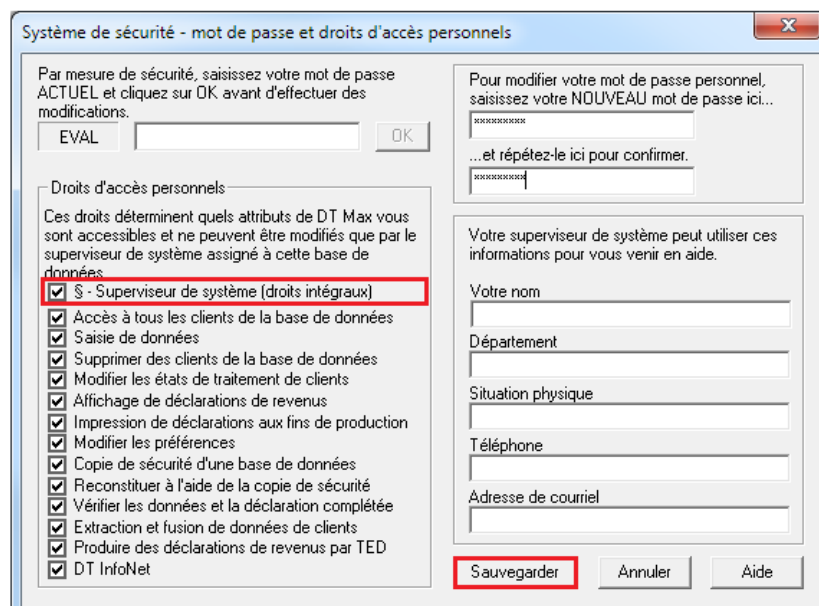 Système de sécurité - mot de passe et droits d'accès personnels
Par mesure de sécurité, saisissez votre mot de passe
ACTUEL et cliquez sur OK avant d'effectuer des
modifications.
EVAL
OK
Droits d'accès personnels
Ces droits déterminent quels attributs de DT Max vous
sont accessibles et ne peuvent être modifiés que par le
superviseur de système assigné à cette base de
données
§ - Superviseur de système (droits intégraux)
Accès à tous les clients de la base de données
Saisie de données
Supprimer des clients de la base de données
Modifier les états de traitement de clients
Affichage de déclarations de revenus
Impression de déclarations aux fins de production
Modifier les préférences
Copie de sécurité d'une base de données
Reconstituer à l'aide de la copie de sécurité
Vérifier les données et la déclaration complétée
Extraction et fusion de données de clients
Produire des déclarations de revenus par TED
DT InfoNet
Pour modifier votre mot de passe personnel,
saisissez votre NOUVEAU mot de passe ici...
*********
...et répétez-le ici pour confirmer.
*********
Votre superviseur de système peut utiliser ces
informations pour vous venir en aide.
Votre nom
Département
Situation physique
Téléphone
Adresse de courriel
Sauvegarder
Annuler
Aide